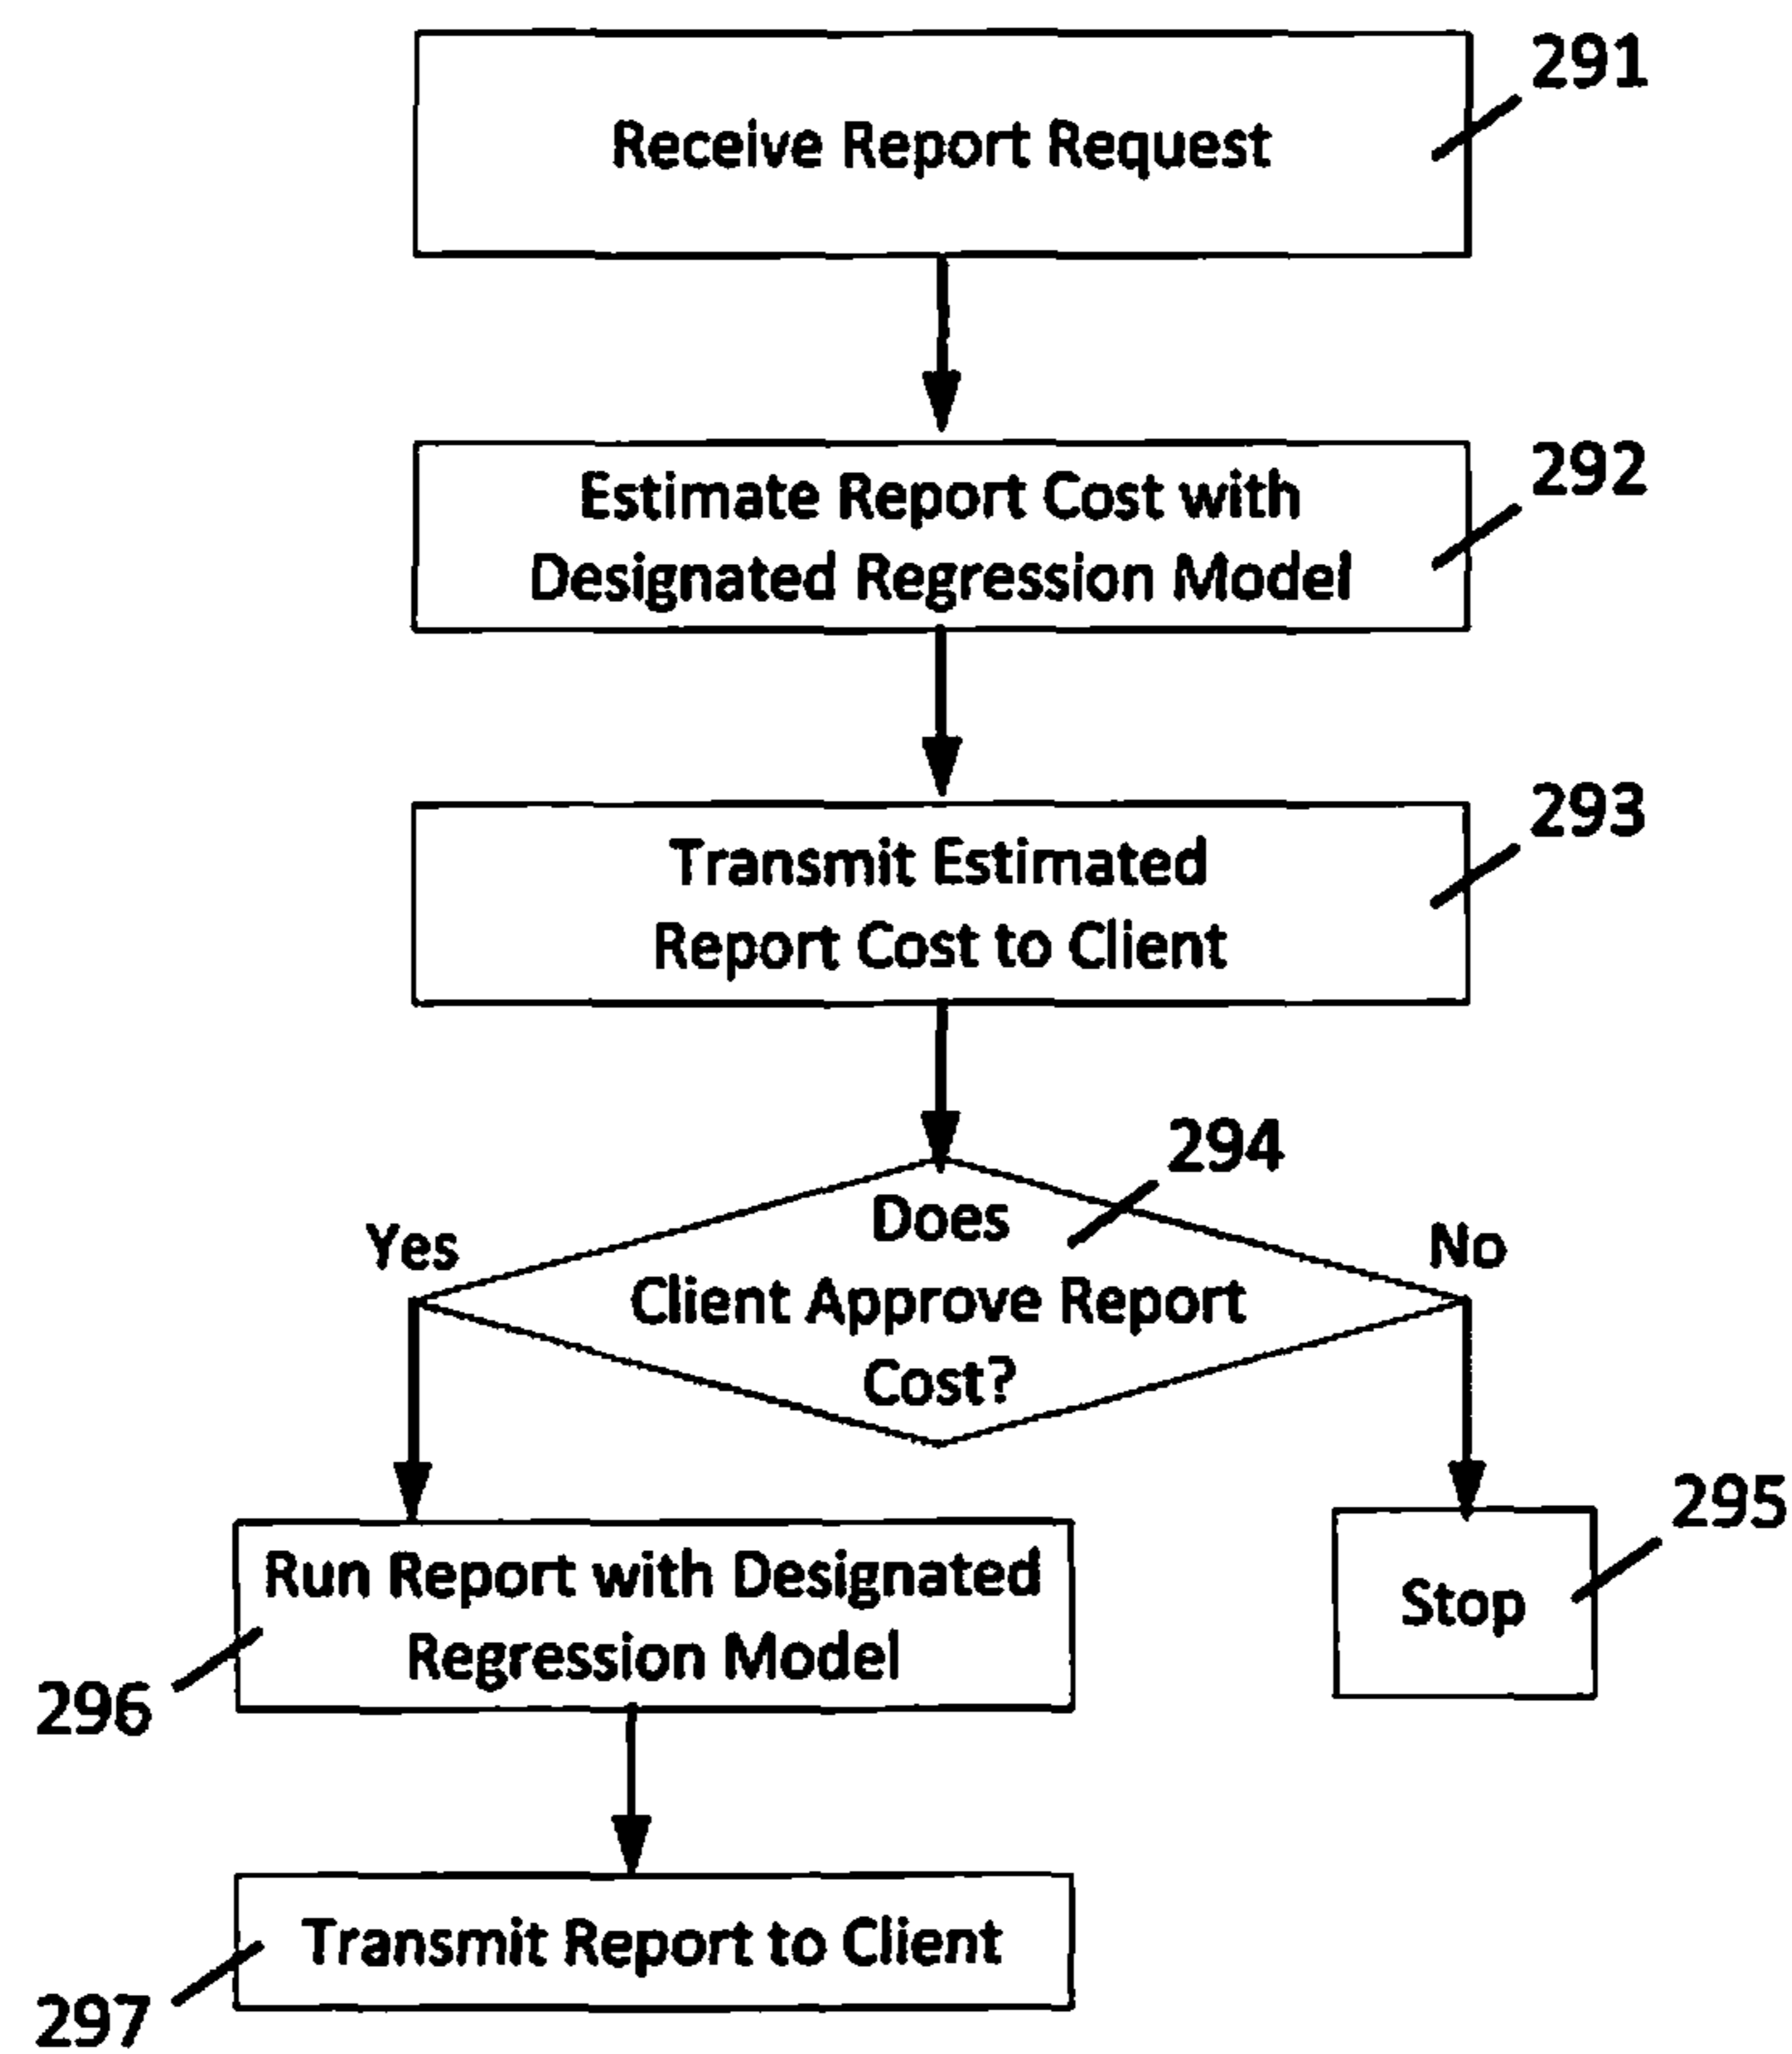 291
Receive Report Request
292
Estimate Report Cost with
Designated Regression Model
293
Transmit Estimated
Report Cost to Client
294
Does
Client Approve Report
Cost?
Yes
No
295
Run Report with Designated
Regression Model
Stop
296
Transmit Report to Client
297